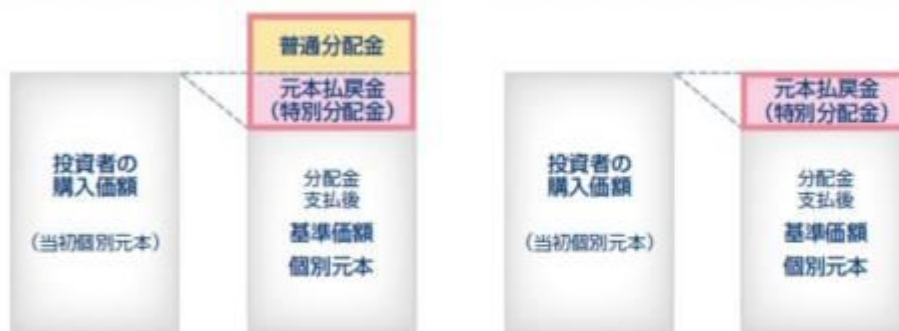 普通分配金
元本払戻金
(特別分配金)
投資者の
購入価額
(当初個別元本)
分配金
支払後
基準価額
個別元本
元本払戻金
(特別分配金)
投資者の
購入価額
(当初個別元本)
分配金
支払後
基準価額
個別元本